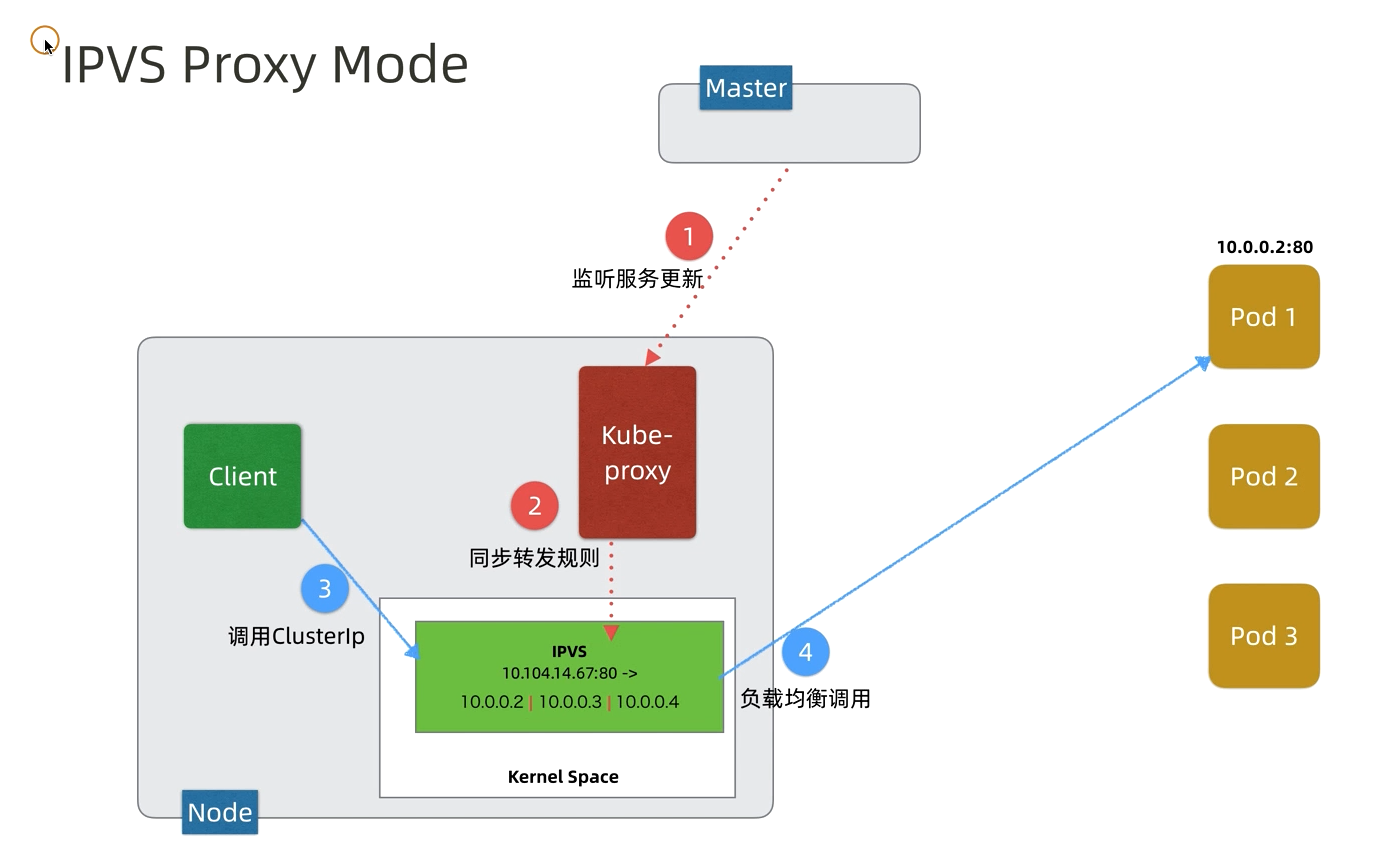 IPVS Proxy Mode
Master
1
监听服务更新
10.0.0.2:80
Pod 1
Kube-
proxy
Client
Pod 2
2
同步转发规则
3
调用ClusterIp
IPVS
10.104.14.67:80 ->
10.0.0.2 | 10.0.0.3 | 10.0.0.4
4
负载均衡调用
Pod 3
Kernel Space
Node